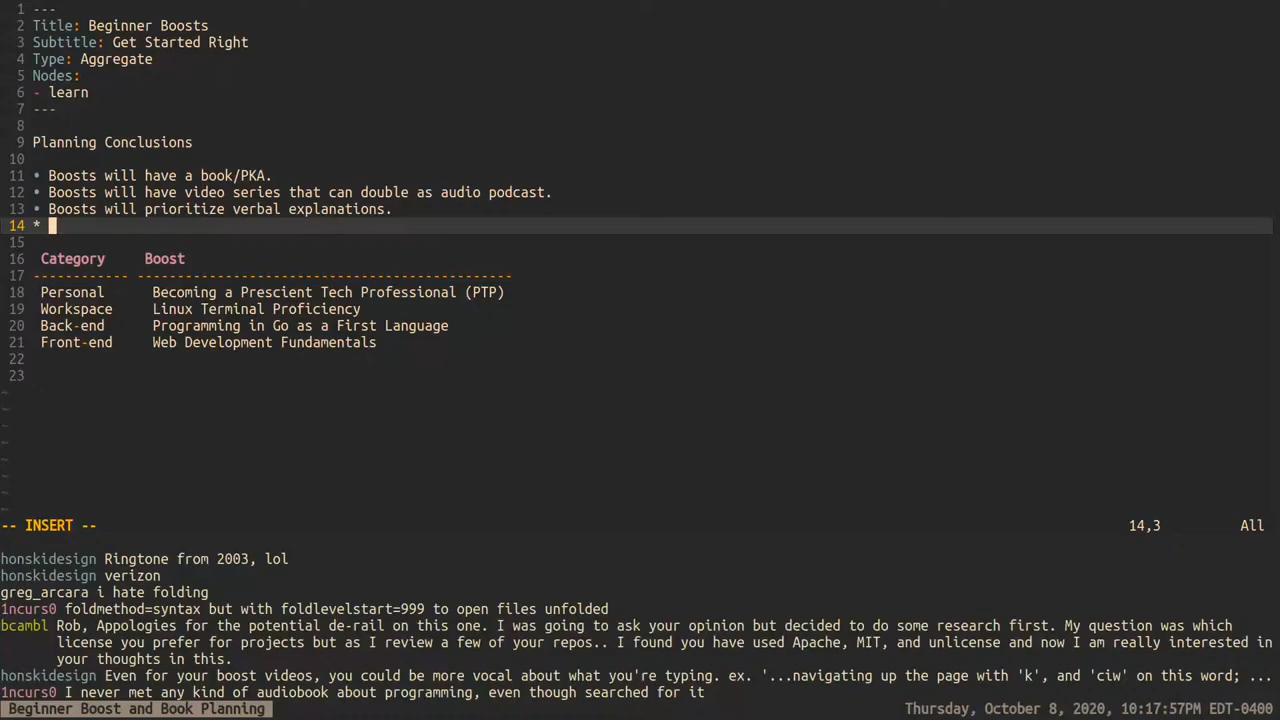 1 ---
2 Title: Beginner Boosts
3 Subtitle: Get Started Right
4 Type: Aggregate
5 Nodes:
6 - learn
7 ---
8
9 Planning Conclusions
10
11 • Boosts will have a book/PKA.
12 • Boosts will have video series that can double as audio podcast.
13 • Boosts will prioritize verbal explanations.
14 *
15
16 Category Boost
17 ------------ -----------------------------------------------
18 Personal Becoming a Prescient Tech Professional (PTP)
19 Workspace Linux Terminal Proficiency
20 Back-end Programming in Go as a First Language
21 Front-end Web Development Fundamentals
22
23
~
~
~
~
~
~
~
~
-- INSERT -- 14,3 All
honskidesign Ringtone from 2003, lol
honskidesign verizon
greg_arcara i hate folding
1ncurs0 foldmethod=syntax but with foldlevelstart=999 to open files unfolded
bcambl Rob, Appologies for the potential de-rail on this one. I was going to ask your opinion but decided to do some research first. My question was which
license you prefer for projects but as I review a few of your repos.. I found you have used Apache, MIT, and unlicense and now I am really interested in
your thoughts in this.
honskidesign Even for your boost videos, you could be more vocal about what you're typing. ex. '...navigating up the page with 'k', and 'ciw' on this word; ...
1ncurs0 I never met any kind of audiobook about programming, even though searched for it
Beginner Boost and Book Planning Thursday, October 8, 2020, 10:17:57PM EDT-0400